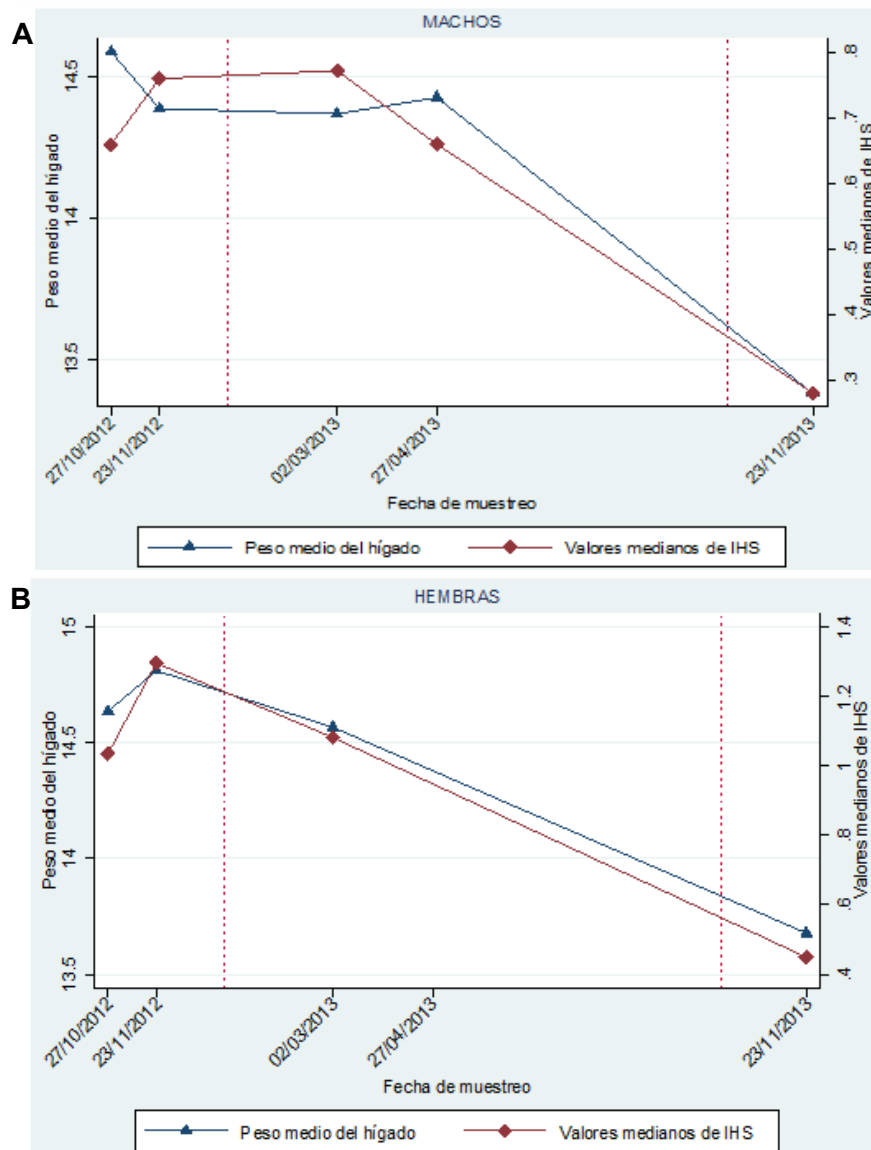 A
MACHOS
Peso medio del hígado
14.5
14
13.5
.8
.7
.6
.5
.4
.3
Valores medianos de IHS
27/10/2012
23/11/2012
02/03/2013
27/04/2013
23/11/2013
Fecha de muestreo
Peso medio del hígado Valores medianos de IHS
B
HEMBRAS
Peso medio del hígado
15
14.5
14
13.5
1.4
1.2
1
.8
.6
.4
Valores medianos de IHS
27/10/2012
23/11/2012
02/03/2013
27/04/2013
23/11/2013
Fecha de muestreo
Peso medio del hígado Valores medianos de IHS